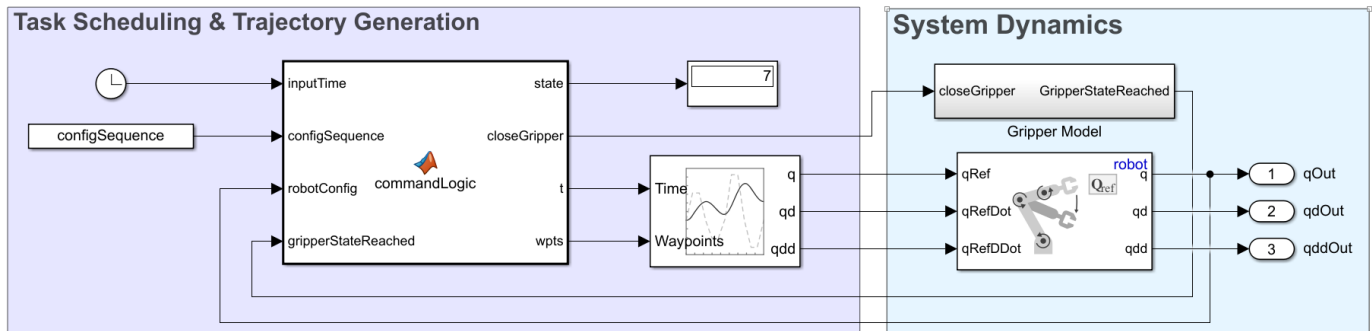 Task Scheduling & Trajectory Generation
System Dynamics
inputTime
state
7
closeGripper
GripperStateReached
configSequence
configSequence
closeGripper
Gripper Model
commandLogic
robotConfig
t
Time
q
qRef
robot
Qref
q
1
qOut
qd
qRefDot
qd
2
qdOut
gripperStateReached
wpts
Waypoints
qdd
qRefDDot
qdd
3
qddOut